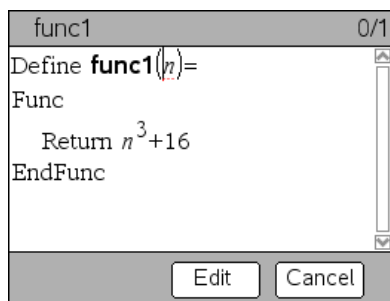 func1 0/1
Define func1(n)=
Func
Return n³+16
EndFunc
Edit Cancel